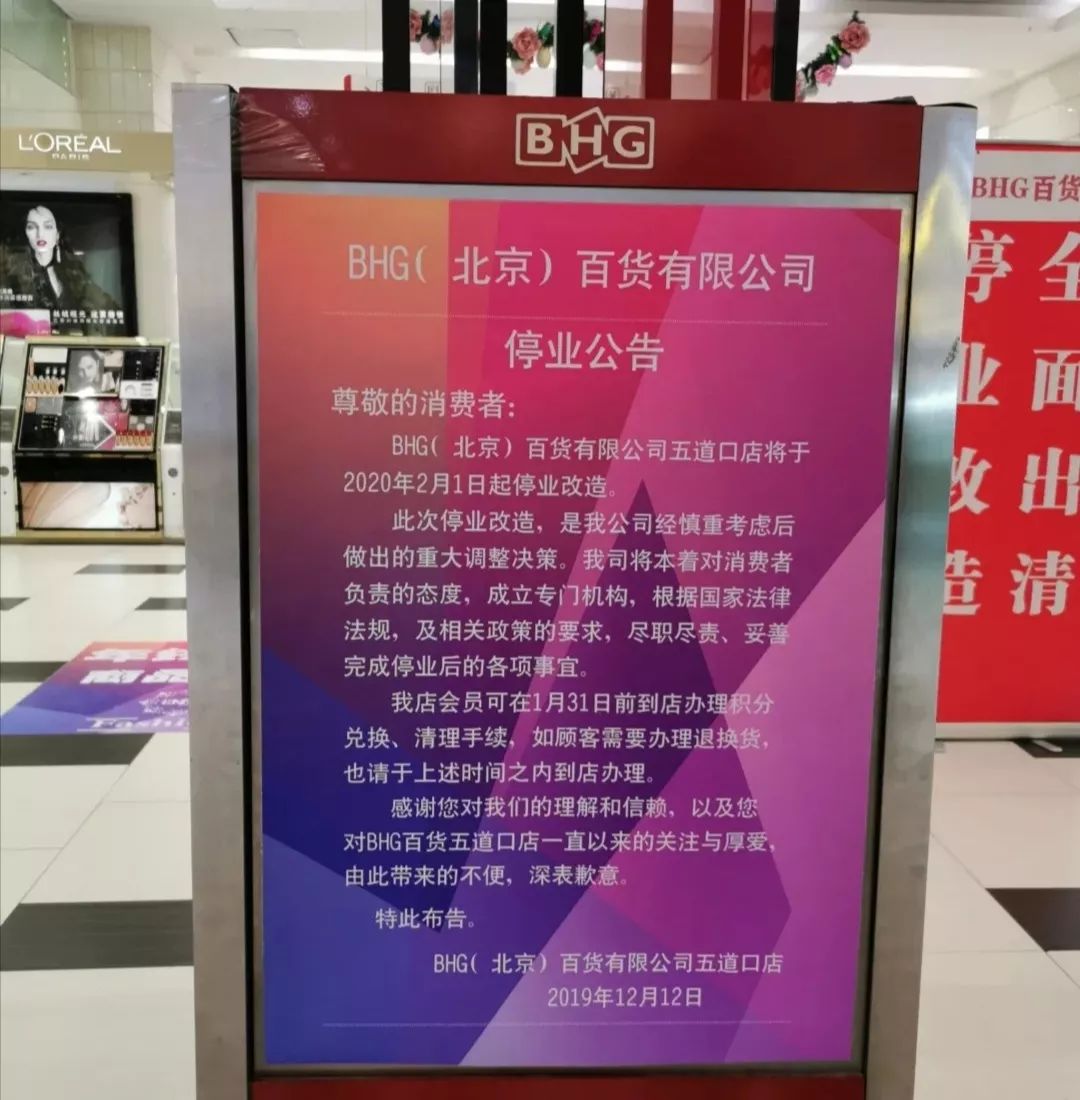 BHG
L'ORÉAL
PARIS
BHG( 北京) 百货有限公司
停业公告
尊敬的消费者:
BHG( 北京) 百货有限公司五道口店将于
2020年2月1日起停业改造。
此次停业改造, 是我公司经慎重考虑后
做出的重大调整决策。我司将本着对消费者
负责的态度, 成立专门机构, 根据国家法律
法规, 及相关政策的要求, 尽职尽责、妥善
完成停业后的各项事宜。
我店会员可在1月31日前到店办理积分
兑换、清理手续, 如顾客需要办理退换货,
也请于上述时间之内到店办理。
感谢您对我们的理解和信赖, 以及您
对BHG百货五道口店一直以来的关注与厚爱,
由此带来的不便, 深表歉意。
特此布告。
BHG( 北京) 百货有限公司五道口店
2019年12月12日
BHG百货
停 全
业 面
改 出
造 清
Fashi